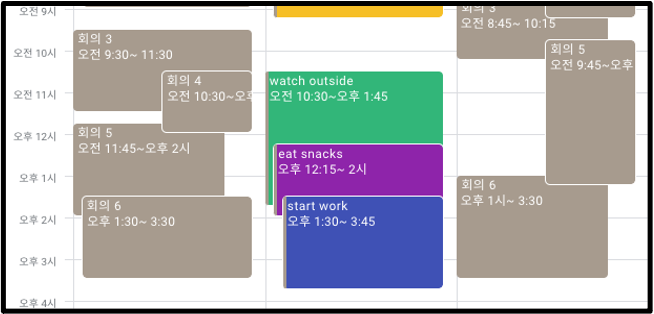 오전 9시
오전 10시
오전 11시
오후 12시
오후 1시
오후 2시
오후 3시
오후 4시
회의 3
오전 9:30~ 11:30
회의 4
오전 10:30~오후
회의 5
오전 11:45~오후 2시
회의 6
오후 1:30~ 3:30
watch outside
오전 10:30~오후 1:45
eat snacks
오후 12:15~ 2시
start work
오후 1:30~ 3:45
회의 3
오전 8:45~ 10:15
회의 5
오전 9:45~오후
회의 6
오후 1시~ 3:30